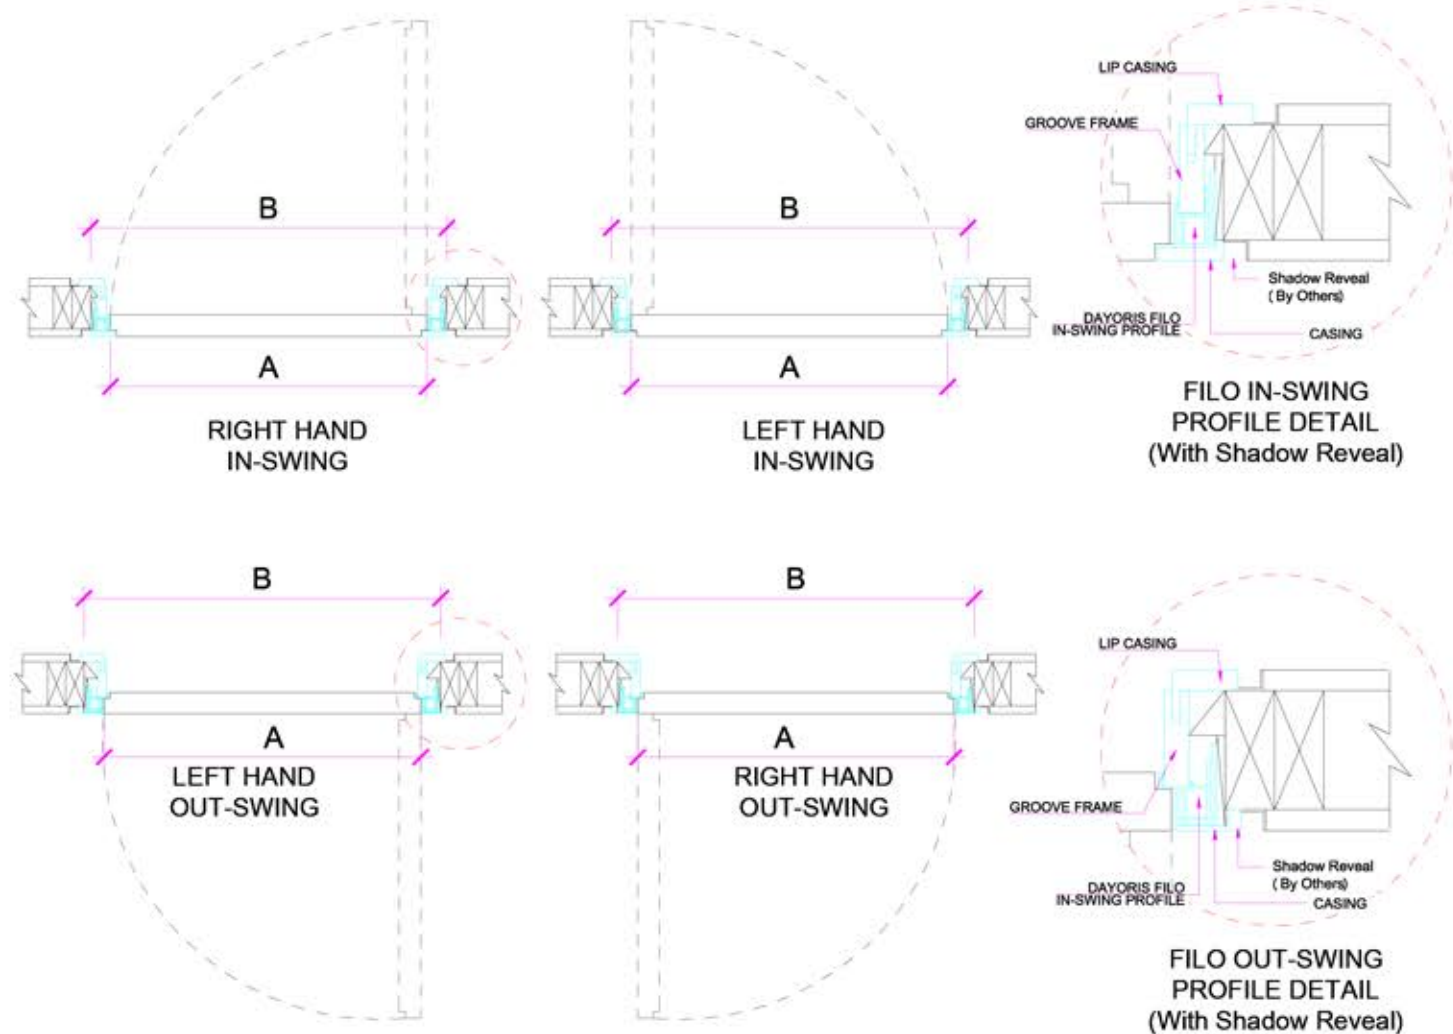 B
A
RIGHT HAND
IN-SWING
B
A
LEFT HAND
IN-SWING
LIP CASING
GROOVE FRAME
Shadow Reveal
( By Others)
DAYORIS FILO
IN-SWING PROFILE
CASING
FILO IN-SWING
PROFILE DETAIL
(With Shadow Reveal)
B
A
LEFT HAND
OUT-SWING
B
A
RIGHT HAND
OUT-SWING
LIP CASING
GROOVE FRAME
Shadow Reveal
( By Others)
DAYORIS FILO
IN-SWING PROFILE
CASING
FILO OUT-SWING
PROFILE DETAIL
(With Shadow Reveal)